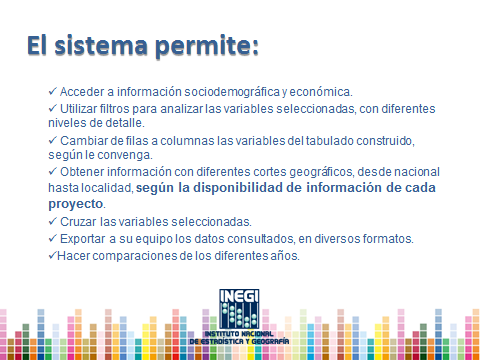 El sistema permite:
✓ Acceder a información sociodemográfica y económica.
✓ Utilizar filtros para analizar las variables seleccionadas, con diferentes
niveles de detalle.
✓ Cambiar de filas a columnas las variables del tabulado construido,
según le convenga.
✓ Obtener información con diferentes cortes geográficos, desde nacional
hasta localidad, según la disponibilidad de información de cada
proyecto.
✓ Cruzar las variables seleccionadas.
✓ Exportar a su equipo los datos consultados, en diversos formatos.
✓Hacer comparaciones de los diferentes años.
INEGI
INSTITUTO NACIONAL
DE ESTADÍSTICA Y GEOGRAFÍA